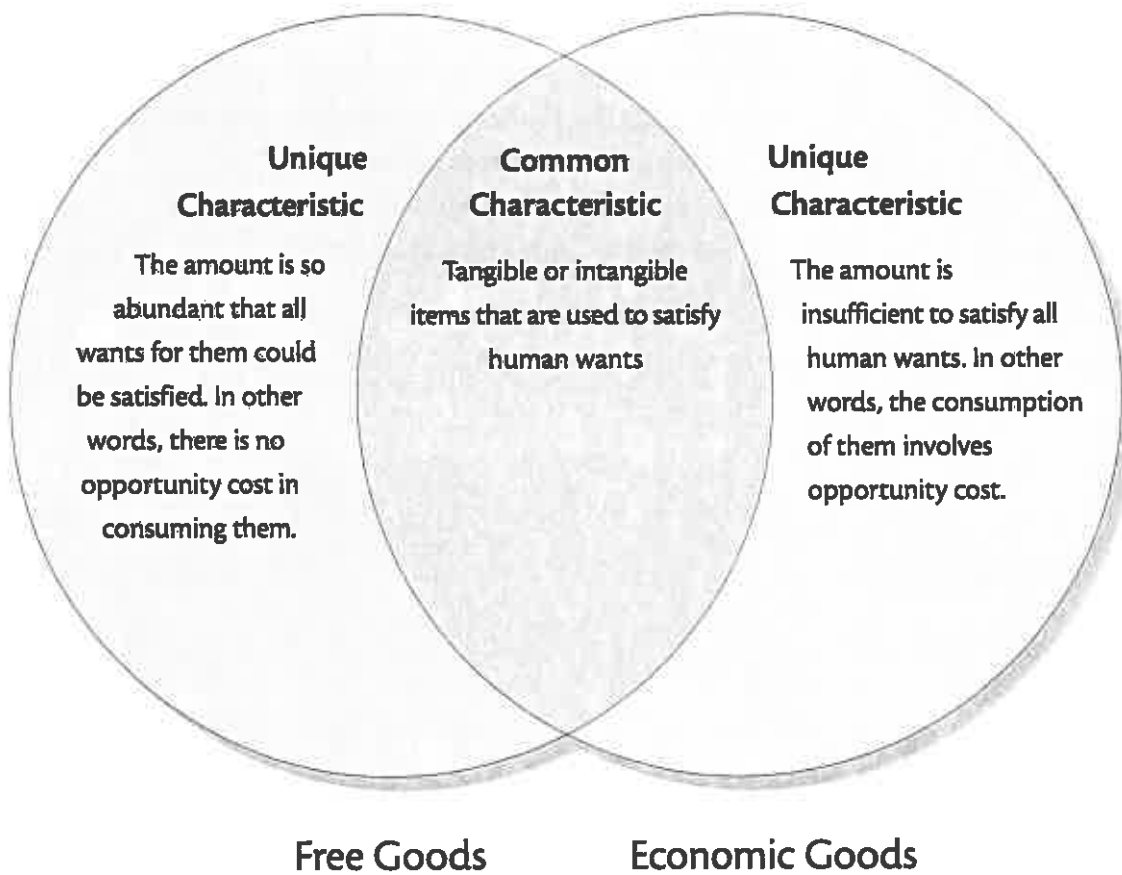 Unique
Characteristic
The amount is so
abundant that all
wants for them could
be satisfied. In other
words, there is no
opportunity cost in
consuming them.
Common
Characteristic
Tangible or intangible
items that are used to satisfy
human wants
Unique
Characteristic
The amount is
insufficient to satisfy all
human wants. In other
words, the consumption
of them involves
opportunity cost.
Free Goods
Economic Goods